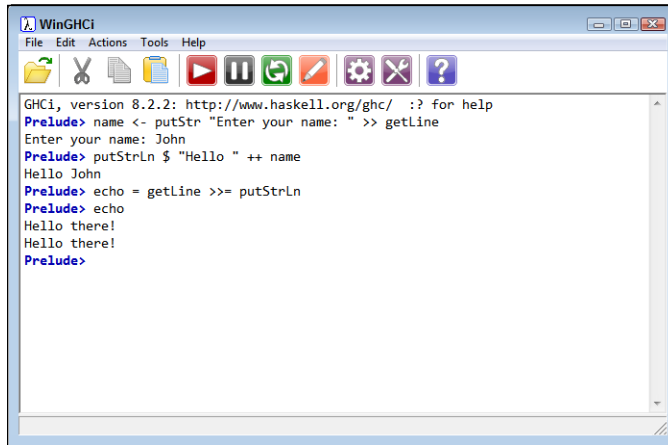 WinGHCi
File Edit Actions Tools Help
GHCi, version 8.2.2: http://www.haskell.org/ghc/ :? for help
Prelude> name <- putStr "Enter your name: " >> getLine
Enter your name: John
Prelude> putStrLn $ "Hello " ++ name
Hello John
Prelude> echo = getLine >>= putStrLn
Prelude> echo
Hello there!
Hello there!
Prelude>